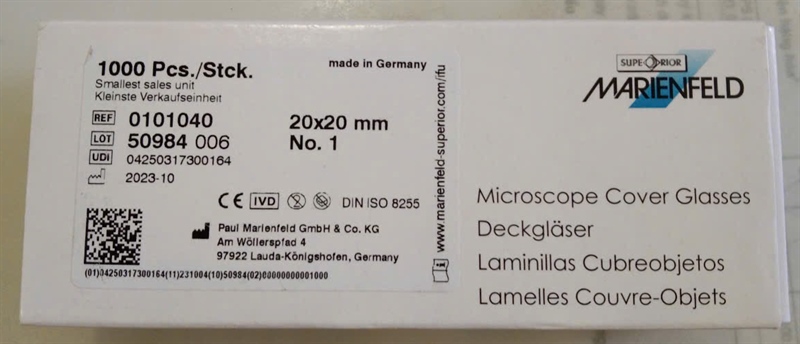 1000 Pcs./Stck.
made in Germany
Smallest sales unit
Kleinste Verkaufseinheit
REF 0101040
20x20 mm
LOT 50984 006
No. 1
UDI 04250317300164
2023-10
CE IVD DIN ISO 8255
Paul Marienfeld GmbH & Co. KG
Am Wöllerspfad 4
97922 Lauda-Königshofen, Germany
(01)04250317300164(11)231004(10)50984(02)00000000001000
www.marienfeld-superior.com/ifu
SUPERIOR
MARIENFELD
Microscope Cover Glasses
Deckgläser
Laminillas Cubreobjetos
Lamelles Couvre-Objets